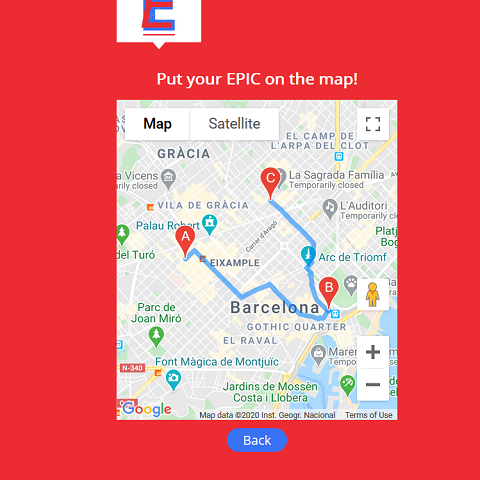 E
Put your EPIC on the map!
Map
Satellite
EL CAMP DE
L'ARPA DEL CLOT
GRÀCIA
C
La Sagrada Família
Temporarily closed
Vicens
arily closed
VILA DE GRÀCIA
L'Auditori
Temporarily closed
Palau Robert
Carrer d'Aragó
A
Platj
Bog
del Turó
EIXAMPLE
Arc de Triomf
B
Parc de
Joan Miró
Barcelona
GOTHIC QUARTER
EL RAVAL
Font Màgica de Montjuïc
N-340
Jardins de Mossèn
Costa i Llobera
Google
Map data ©2020 Inst. Geogr. Nacional
Terms of Use
Back